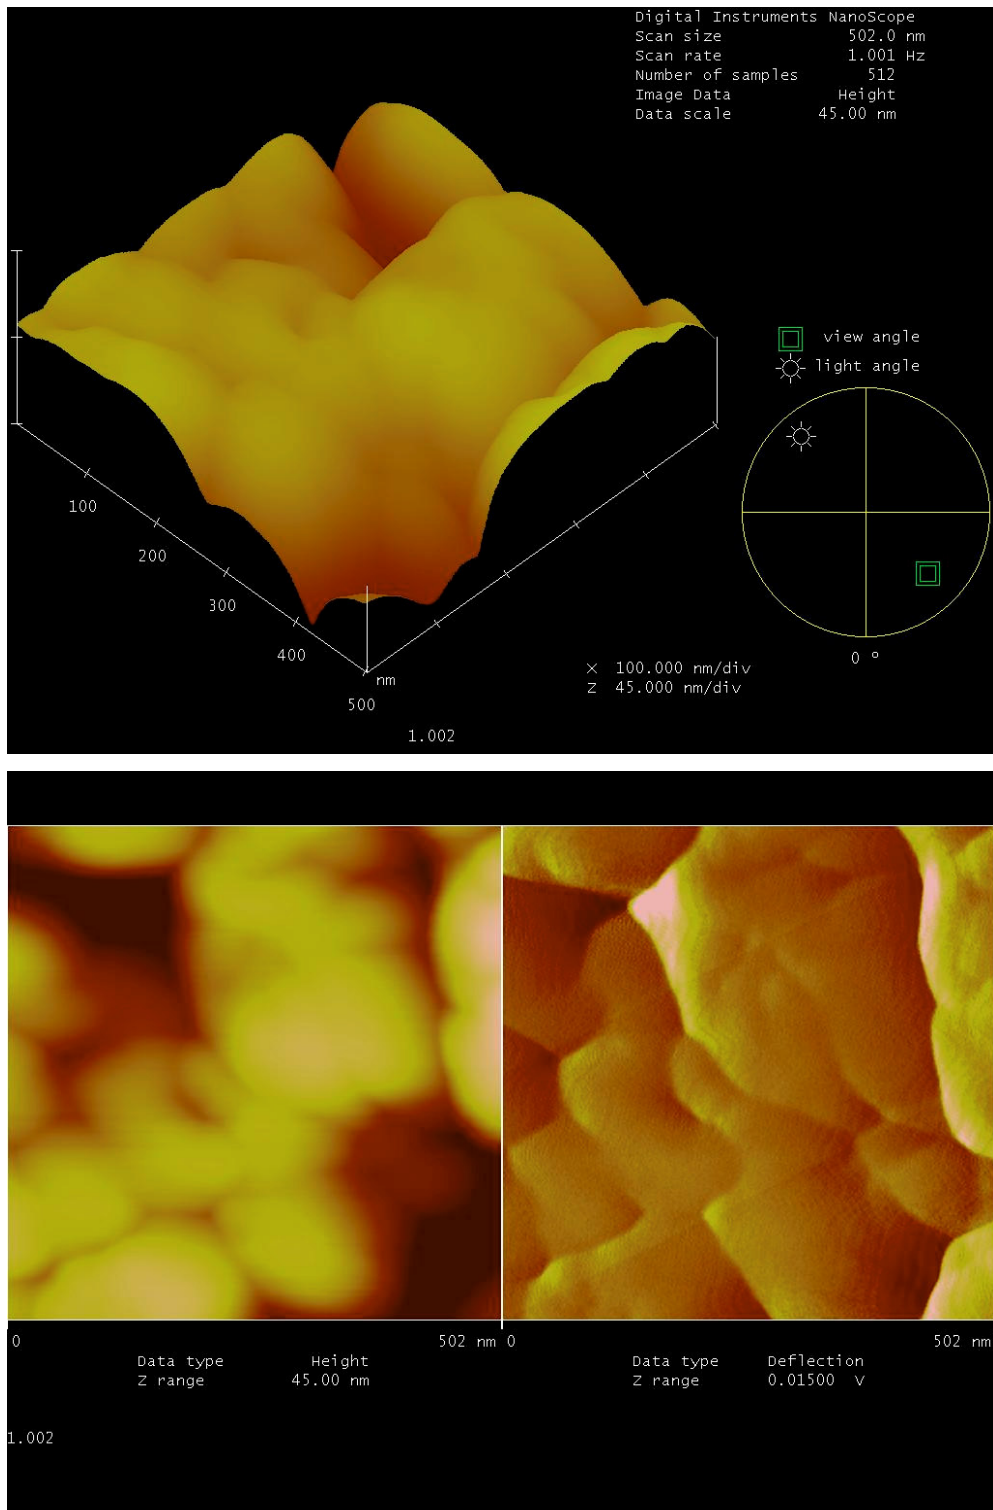 Digital Instruments NanoScope
Scan size 502.0 nm
Scan rate 1.001 Hz
Number of samples 512
Image Data Height
Data scale 45.00 nm
view angle
light angle
100
200
300
400
500
nm
X 100.000 nm/div
Z 45.000 nm/div
0 º
1.002
0 502 nm
0 502 nm
Data type Height
Z range 45.00 nm
Data type Deflection
Z range 0.01500 V
1.002